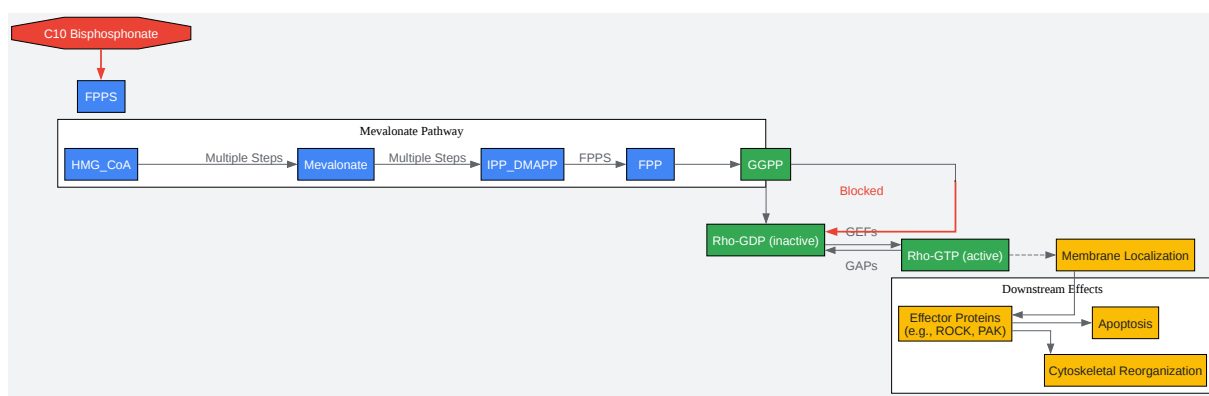 C10 Bisphosphonate
FPPS
Mevalonate Pathway
HMG_CoA
Multiple Steps
Mevalonate
Multiple Steps
IPP_DMAPP
FPPS
FPP
GGPP
Blocked
Rho-GDP (inactive)
GEFs
GAPs
Rho-GTP (active)
Membrane Localization
Downstream Effects
Effector Proteins
(e.g., ROCK, PAK)
Apoptosis
Cytoskeletal Reorganization